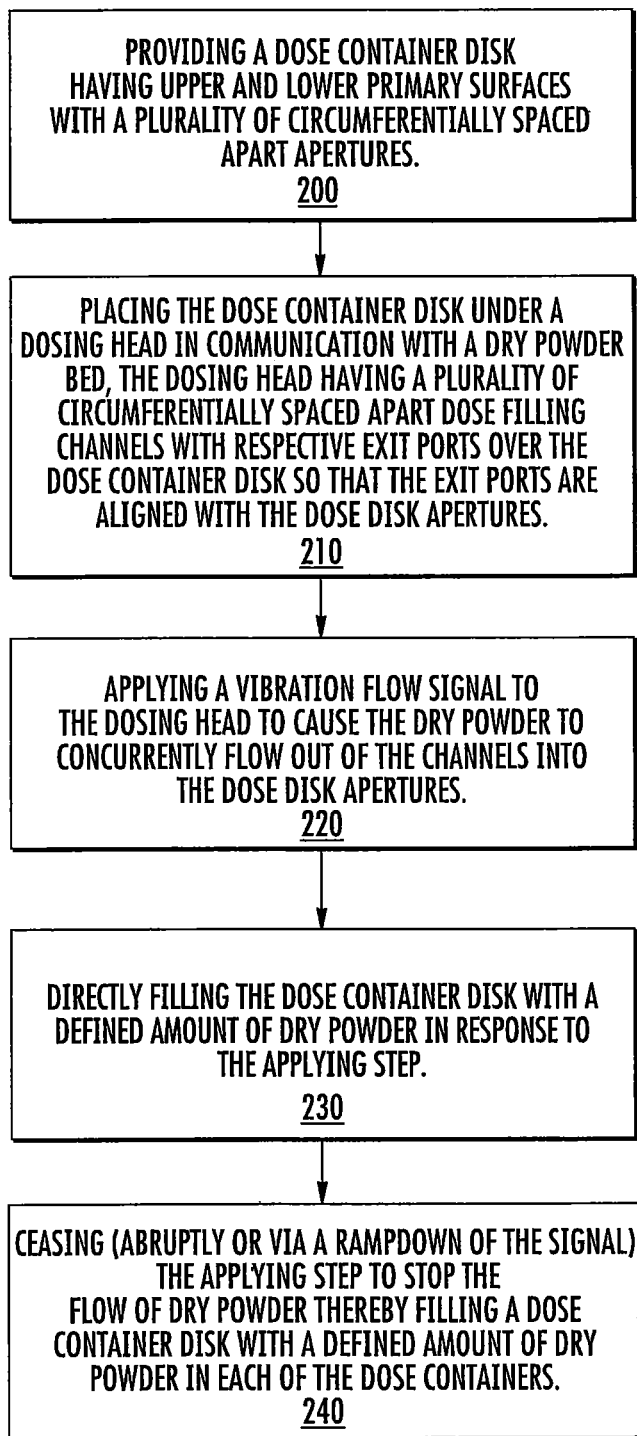 PROVIDING A DOSE CONTAINER DISK
HAVING UPPER AND LOWER PRIMARY SURFACES
WITH A PLURALITY OF CIRCUMFERENTIALLY SPACED
APART APERTURES.
200
PLACING THE DOSE CONTAINER DISK UNDER A
DOSING HEAD IN COMMUNICATION WITH A DRY POWDER
BED, THE DOSING HEAD HAVING A PLURALITY OF
CIRCUMFERENTIALLY SPACED APART DOSE FILLING
CHANNELS WITH RESPECTIVE EXIT PORTS OVER THE
DOSE CONTAINER DISK SO THAT THE EXIT PORTS ARE
ALIGNED WITH THE DOSE DISK APERTURES.
210
APPLYING A VIBRATION FLOW SIGNAL TO
THE DOSING HEAD TO CAUSE THE DRY POWDER TO
CONCURRENTLY FLOW OUT OF THE CHANNELS INTO
THE DOSE DISK APERTURES.
220
DIRECTLY FILLING THE DOSE CONTAINER DISK WITH A
DEFINED AMOUNT OF DRY POWDER IN RESPONSE TO
THE APPLYING STEP.
230
CEASING (ABRUPTLY OR VIA A RAMPDOWN OF THE SIGNAL)
THE APPLYING STEP TO STOP THE
FLOW OF DRY POWDER THEREBY FILLING A DOSE
CONTAINER DISK WITH A DEFINED AMOUNT OF DRY
POWDER IN EACH OF THE DOSE CONTAINERS.
240